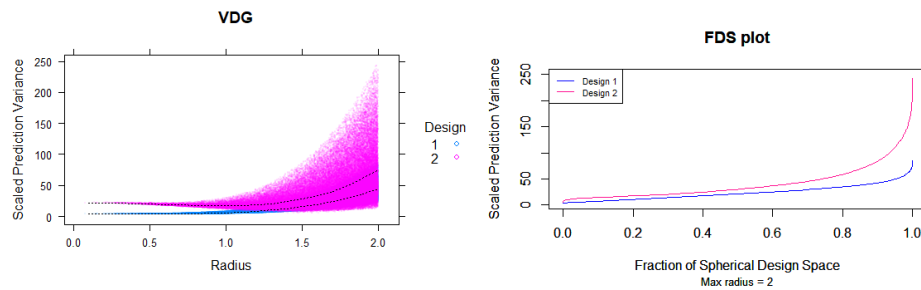 VDG
Scaled Prediction Variance
250
200
150
100
50
0
0.0 0.5 1.0 1.5 2.0
Radius
Design
1
2
FDS plot
Scaled Prediction Variance
250
150
50
0
Design 1
Design 2
0.0 0.2 0.4 0.6 0.8 1.0
Fraction of Spherical Design Space
Max radius = 2